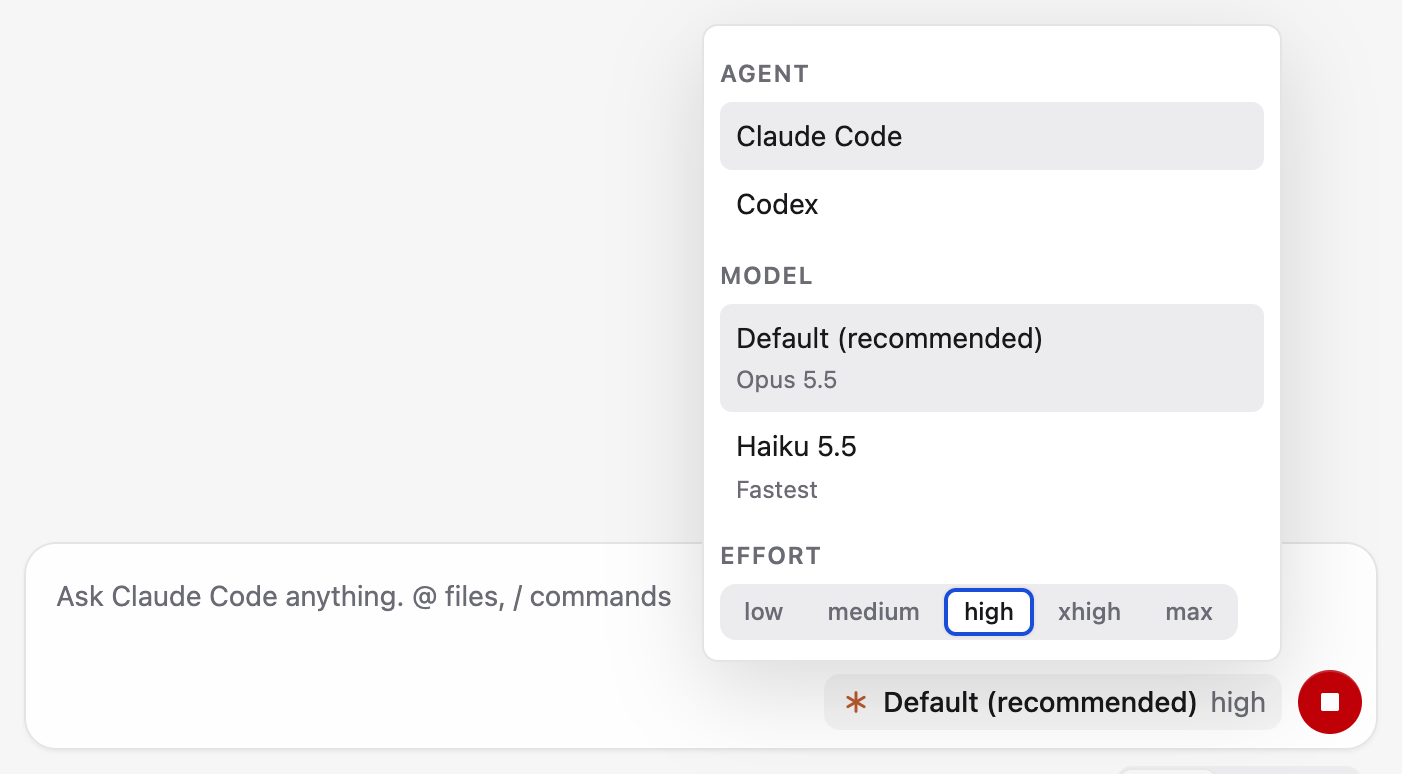 AGENT
Claude Code
Codex
MODEL
Default (recommended)
Opus 5.5
Haiku 5.5
Fastest
EFFORT
low medium high xhigh max
Ask Claude Code anything. @ files, / commands
Default (recommended) high